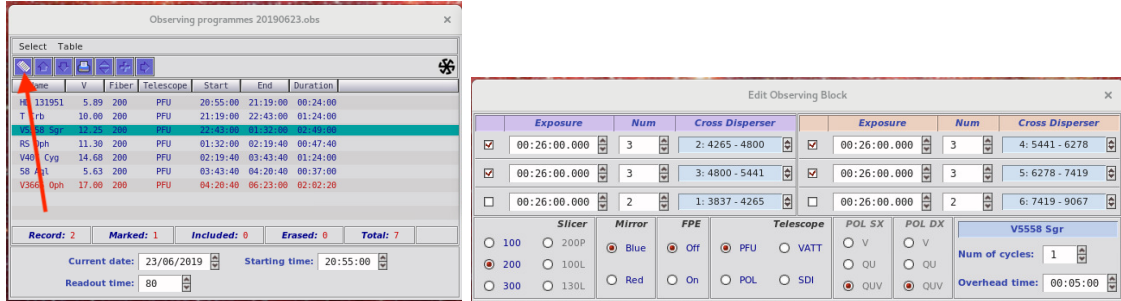 Observing programmes 20190623.obs
×
Select Table
Name V Fiber Telescope Start End Duration
HD 131951 5.89 200 PFU 20:55:00 21:19:00 00:24:00
T Crb 10.00 200 PFU 21:19:00 22:43:00 01:24:00
V5558 Sgr 12.25 200 PFU 22:43:00 01:32:00 02:49:00
RS Oph 11.30 200 PFU 01:32:00 02:19:40 00:47:40
Cyg 14.68 200 PFU 02:19:40 03:43:40 01:24:00
58 Aql 5.63 200 PFU 03:43:40 04:20:40 00:37:00
Oph 17.00 200 PFU 04:20:40 06:23:00 02:02:20
Record: 2 Marked: 1 Included: 0 Erased: 0 Total: 7
Current date: 23/06/2019 Starting time: 20:55:00
Readout time: 80
Edit Observing Block
×
Exposure Num Cross Disperser Exposure Num Cross Disperser
00:26:00.000 3 2: 4265 - 4800 00:26:00.000 3 4: 5441 - 6278
00:26:00.000 3 3: 4800 - 5441 00:26:00.000 3 5: 6278 - 7419
00:26:00.000 2 1: 3837 - 4265 00:26:00.000 2 6: 7419 - 9067
Slicer Mirror FPE Telescope POL SX POL DX V5558 Sgr
100 200P Blue Off PFU VATT V V
200 100L QU QU Num of cycles: 1
300 130L Red On POL SDI QUV QUV Overhead time: 00:05:00